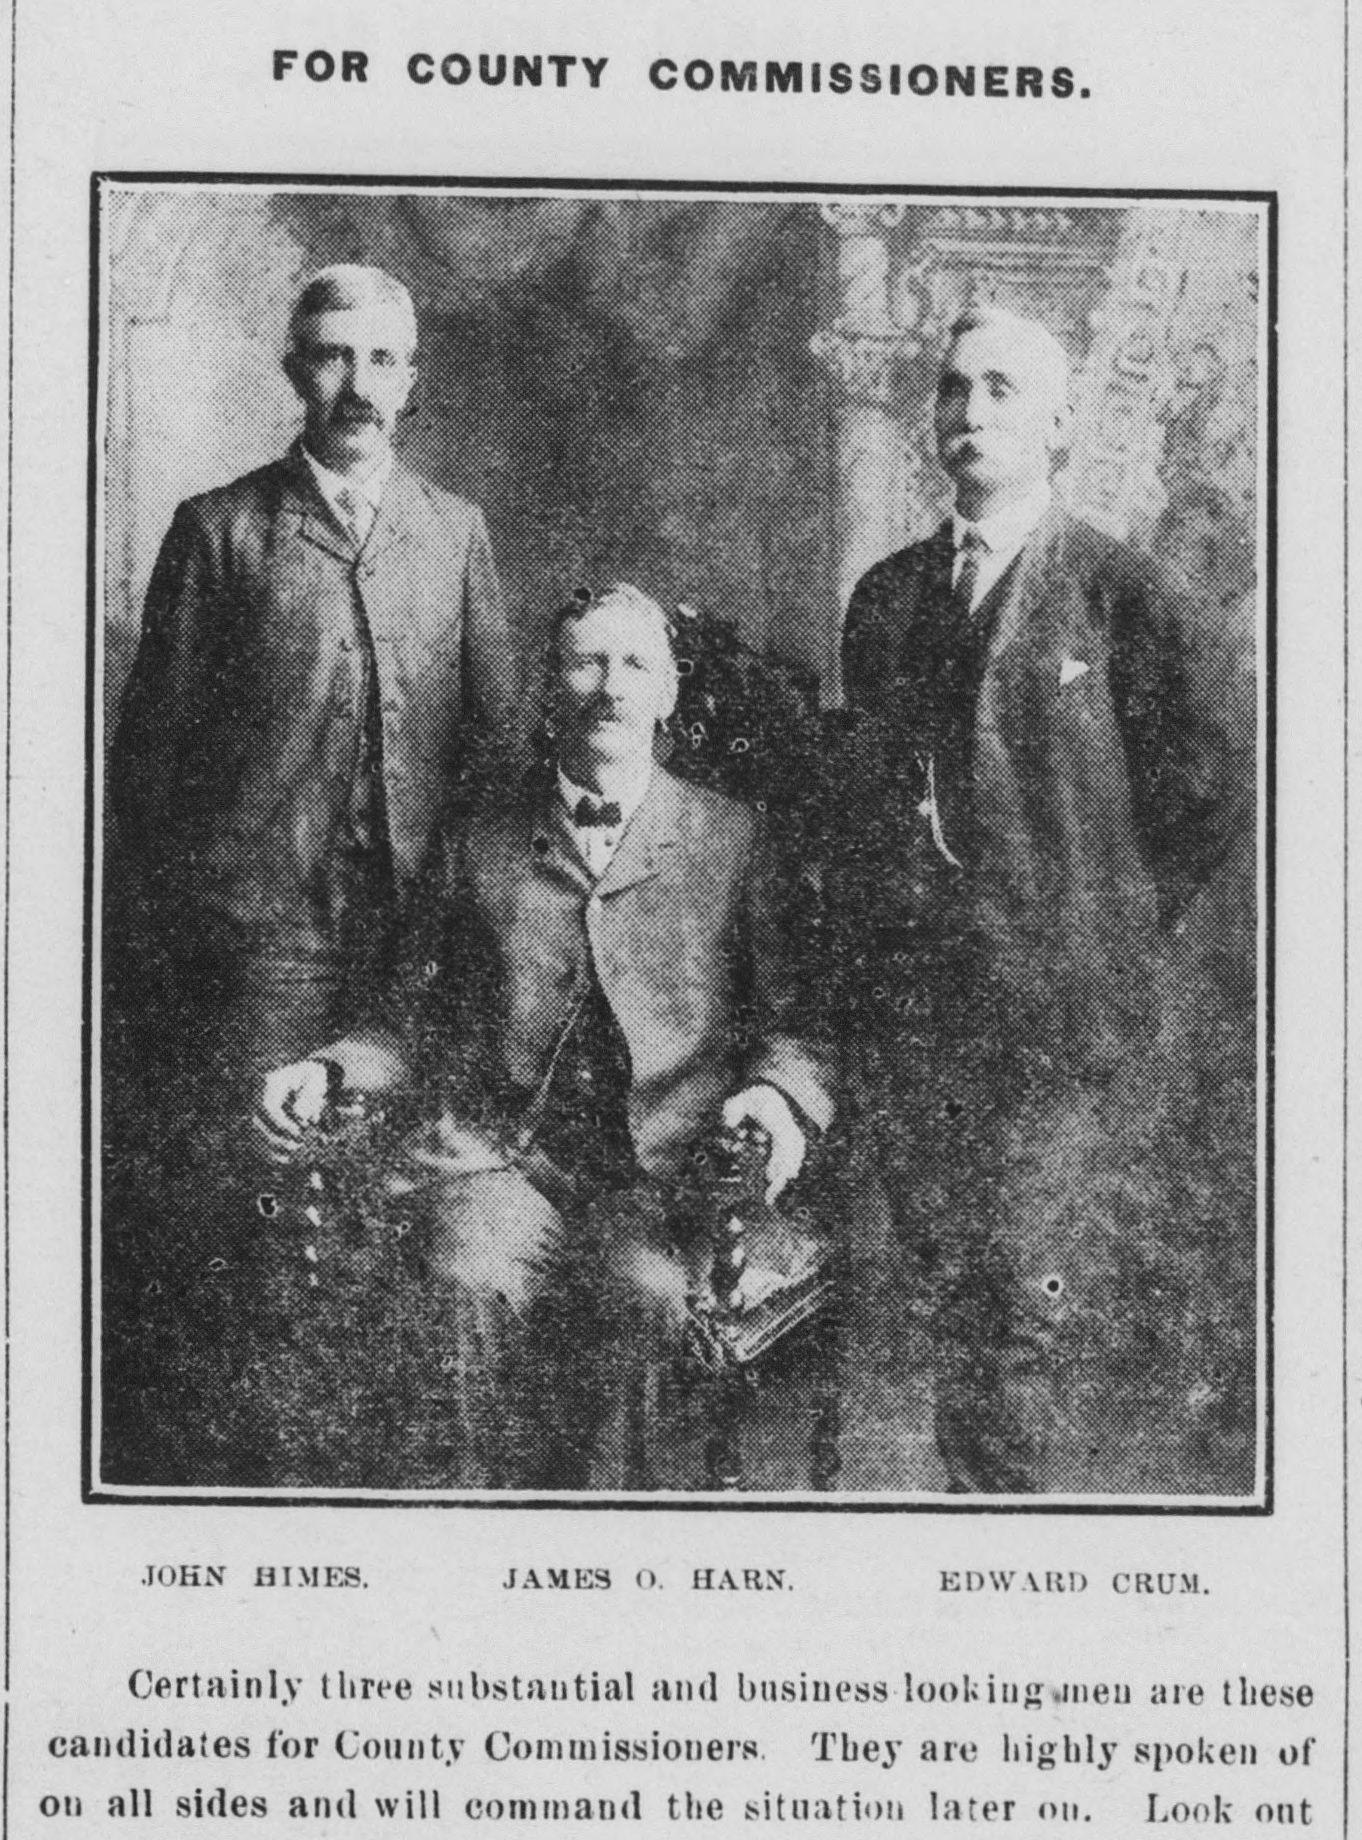 FOR COUNTY COMMISSIONERS.
JOHN HIMES. JAMES O. HARN. EDWARD CRUM.
Certainly three substantial and business looking men are these
candidates for County Commissioners. They are highly spoken of
on all sides and will command the situation later on. Look out